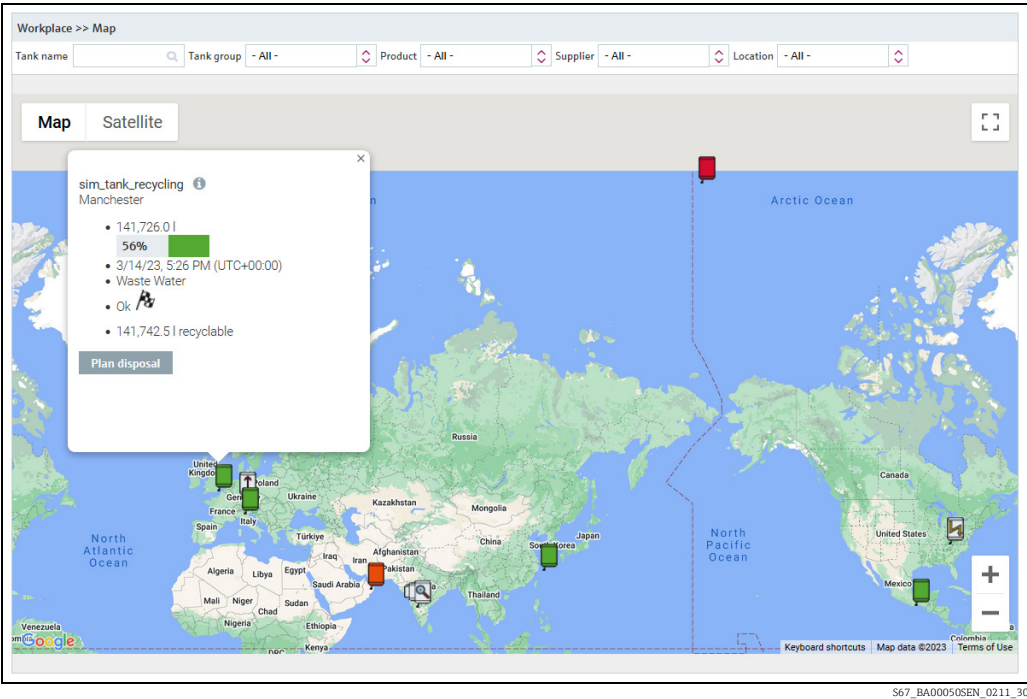 Workplace >> Map
Tank name Tank group - All - Product - All - Supplier - All - Location - All -
Map Satellite
×
sim_tank_recycling i
Manchester
• 141,726.0 l
56%
• 3/14/23, 5:26 PM (UTC+00:00)
• Waste Water
• Ok
• 141,742.5 l recyclable
Plan disposal
Arctic Ocean
Russia
United
Kingdo
Poland
Ger
Ukraine
France
Kazakhstan
Mongolia
Canada
Italy
Spain
Türkiye
North
Atlantic
Ocean
China
Japan
South Korea
North
Pacific
Ocean
United States
Iraq
Iran
Afghanistan
Pakistan
Algeria
Libya
Egypt
Saudi Arabia
Mexico
Thailand
Mali
Niger
Chad
Sudan
Nigeria
Ethiopia
Kenya
DRC
Venezuela
Colombia
+
−
Google
Keyboard shortcuts Map data ©2023 Terms of Use
S67_BA00050SEN_0211_30